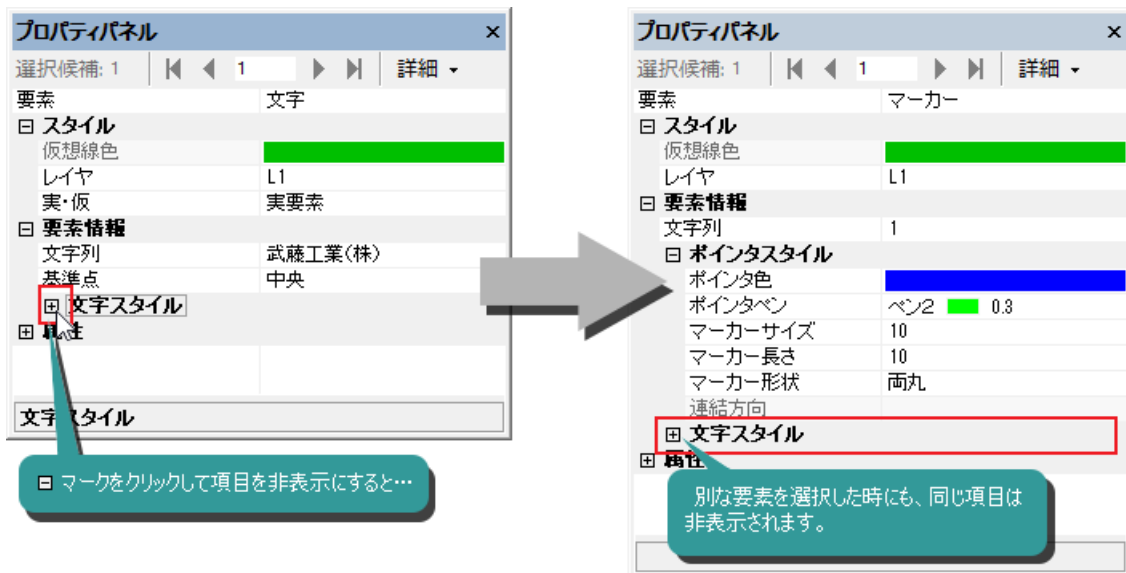 プロパティパネル ×
選択候補: 1 1 詳細
要素 文字
スタイル
仮想線色
レイヤ L1
実・仮 実要素
要素情報
文字列 武藤工業(株)
基準点 中央
文字スタイル
属性
文字スタイル
マークをクリックして項目を非表示にすると…
プロパティパネル ×
選択候補: 1 1 詳細
要素 マーカー
スタイル
仮想線色
レイヤ L1
要素情報
文字列 1
ポインタスタイル
ポインタ色
ポインタペン ペン2 0.3
マーカーサイズ 10
マーカー長さ 10
マーカー形状 両丸
連結方向
文字スタイル
属性
別な要素を選択した時にも、同じ項目は
非表示されます。